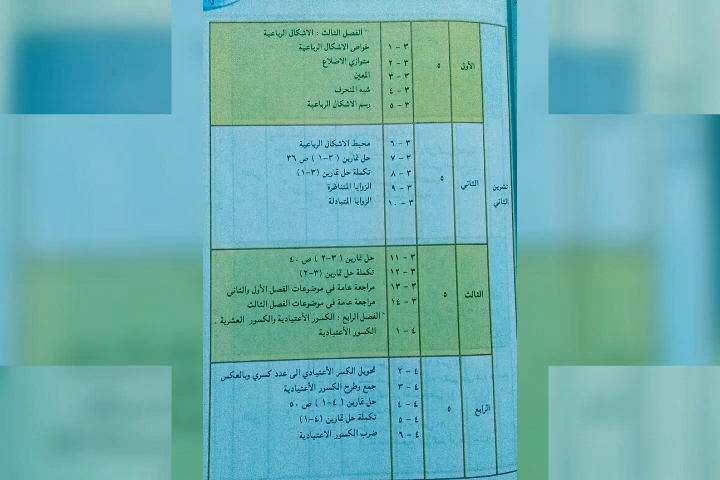 تشرين
الثاني
الأول
٥
الفصل الثالث : الاشكال الرباعية
٣ - ١ خواص الاشكال الرباعية
٣ - ٢ متوازي الاضلاع
٣ - ٣ المعين
٣ - ٤ شبه المنحرف
٣ - ٥ رسم الاشكال الرباعية
الثاني
٥
٣ - ٦ محيط الاشكال الرباعية
٣ - ٧ حل تمارين ( ٣-١ ) ص ٣٦
٣ - ٨ تكملة حل تمارين (٣-١)
٣ - ٩ الزوايا المتناظرة
٣ - ١٠ الزوايا المتبادلة
الثالث
٥
٣ - ١١ حل تمارين ( ٣-٢ ) ص ٤٠
٣ - ١٢ تكملة حل تمارين (٣-٢)
٣ - ١٣ مراجعة عامة في موضوعات الفصل الأول والثاني
٣ - ١٤ مراجعة عامة في موضوعات الفصل الثالث
الفصل الرابع : الكسور الأعتيادية والكسور العشرية .
٤ - ١ الكسور الأعتيادية
الرابع
٥
٤ - ٢ تحويل الكسر الأعتيادي الى عدد كسري وبالعكس
٤ - ٣ جمع وطرح الكسور الأعتيادية
٤ - ٤ حل تمارين ( ٤-١ ) ص ٥٠
٤ - ٥ تكملة حل تمارين (٤-١)
٤ - ٦ ضرب الكسور الاعتيادية